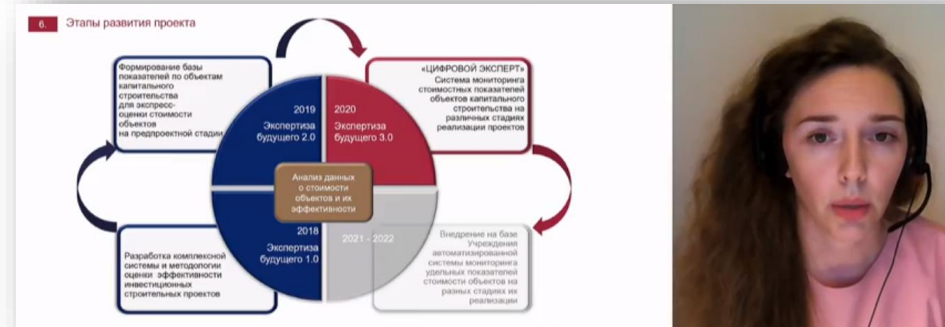 6.
Этапы развития проекта
Формирование базы
показателей по объектам
капитального
строительства
для экспресс-
оценки стоимости
объектов
на предпроектной стадии
«ЦИФРОВОЙ ЭКСПЕРТ»
Система мониторинга
стоимостных показателей
объектов капитального
строительства на
различных стадиях
реализации проектов
2019
Экспертиза
будущего 2.0
2020
Экспертиза
будущего 3.0
Анализ данных
о стоимости
объектов и их
эффективности
2018
Экспертиза
будущего 1.0
2021 - 2022
Разработка комплексной
системы и методологии
оценки эффективности
инвестиционных
строительных проектов
Внедрение на базе
Учреждения
автоматизированной
системы мониторинга
удельных показателей
стоимости объектов на
разных стадиях их
реализации